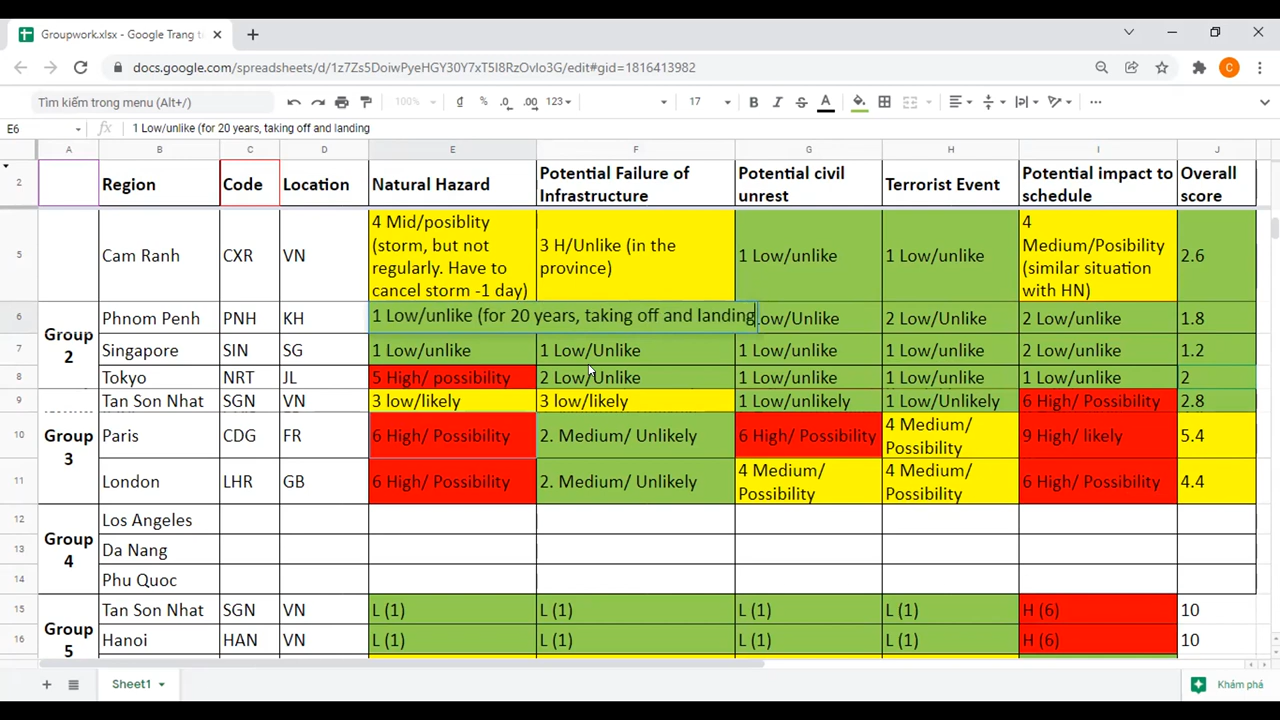 Groupwork.xlsx - Google Trang t
docs.google.com/spreadsheets/d/1z7Zs5DoiwPyeHGY30Y7xT5I8RzOvIo3G/edit#gid=1816413982
C
Tìm kiếm trong menu (Alt+/)
100%
₫ % .0 .00 123
17
B I S A
E6
fx
1 Low/unlike (for 20 years, taking off and landing
A B C D E F G H I J
2
Region
Code
Location
Natural Hazard
Potential Failure of
Infrastructure
Potential civil
unrest
Terrorist Event
Potential impact to
schedule
Overall
score
5
Cam Ranh
CXR
VN
4 Mid/posiblity
(storm, but not
regularly. Have to
cancel storm -1 day)
3 H/Unlike (in the
province)
1 Low/unlike
1 Low/unlike
4
Medium/Posibility
(similar situation
with HN)
2.6
Group
2
6
Phnom Penh
PNH
KH
1 Low/unlike (for 20 years, taking off and landing
Low/Unlike
2 Low/Unlike
2 Low/Unlike
1.8
7
Singapore
SIN
SG
1 Low/unlike
1 Low/Unlike
1 Low/unlike
1 Low/unlike
2 Low/unlike
1.2
8
Tokyo
NRT
JL
5 High/ possibility
2 Low/Unlike
1 Low/unlike
1 Low/unlike
1 Low/unlike
2
9
Tan Son Nhat
SGN
VN
3 low/likely
3 low/likely
1 Low/unlikely
1 Low/Unlikely
6 High/ Possibility
2.8
Group
3
10
Paris
CDG
FR
6 High/ Possibility
2. Medium/ Unlikely
6 High/ Possibility
4 Medium/
Possibility
9 High/ likely
5.4
11
London
LHR
GB
6 High/ Possibility
2. Medium/ Unlikely
4 Medium/
Possibility
4 Medium/
Possibility
6 High/ Possibility
4.4
Group
4
12
Los Angeles
13
Da Nang
14
Phu Quoc
Group
5
15
Tan Son Nhat
SGN
VN
L (1)
L (1)
L (1)
L (1)
H (6)
10
16
Hanoi
HAN
VN
L (1)
L (1)
L (1)
L (1)
H (6)
10
Sheet1
Khám phá